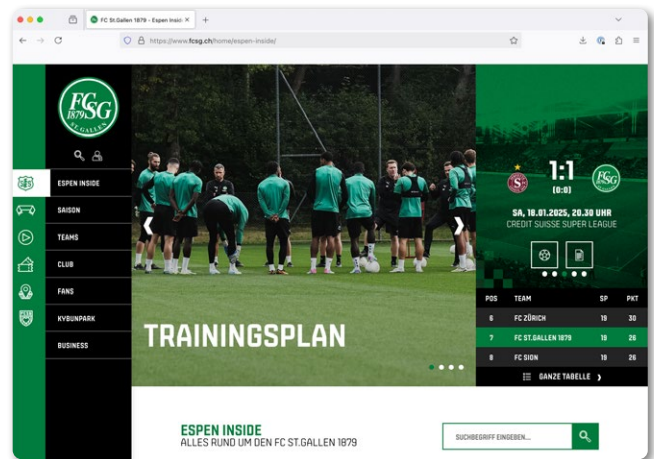 FC St.Gallen 1879 - Espen Insid
https://www.fcsg.ch/home/espen-inside/
FCSG
1879
ST.GALLEN
ESPEN INSIDE
SAISON
TEAMS
CLUB
FANS
KYBUNPARK
BUSINESS
TRAININGSPLAN
1:1
(0:0)
SA, 18.01.2025, 20.30 UHR
CREDIT SUISSE SUPER LEAGUE
POS TEAM SP PKT
6 FC ZÜRICH 19 30
7 FC ST.GALLEN 1879 19 26
8 FC SION 19 26
GANZE TABELLE
ESPEN INSIDE
ALLES RUND UM DEN FC ST.GALLEN 1879
SUCHBEGRIFF EINGEBEN...